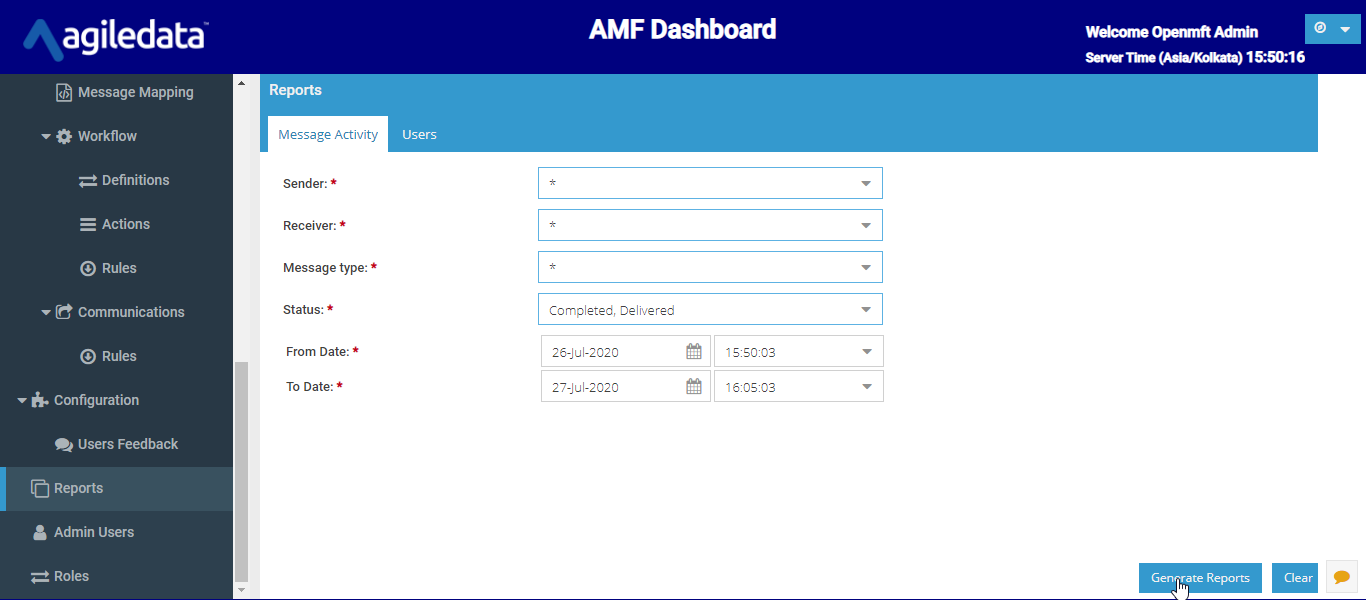 agiledata™
AMF Dashboard
Welcome Openmft Admin
Server Time (Asia/Kolkata) 15:50:16
Message Mapping
Workflow
Definitions
Actions
Rules
Communications
Rules
Configuration
Users Feedback
Reports
Admin Users
Roles
Reports
Message Activity Users
Sender: * *
Receiver: * *
Message type: * *
Status: * Completed, Delivered
From Date: * 26-Jul-2020 15:50:03
To Date: * 27-Jul-2020 16:05:03
Generate Reports Clear